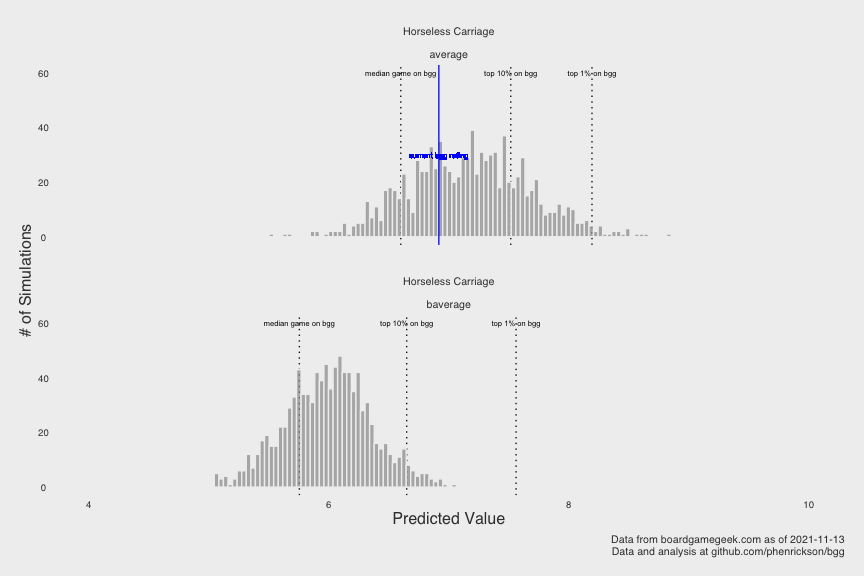 Horseless Carriage
average
60
median game on bgg
top 10% on bgg
top 1% on bgg
40
20
0
# of Simulations
Horseless Carriage
baverage
60
median game on bgg
top 10% on bgg
top 1% on bgg
40
20
0
4
6
8
10
Predicted Value
Data from boardgamegeek.com as of 2021-11-13
Data and analysis at github.com/phenrickson/bgg